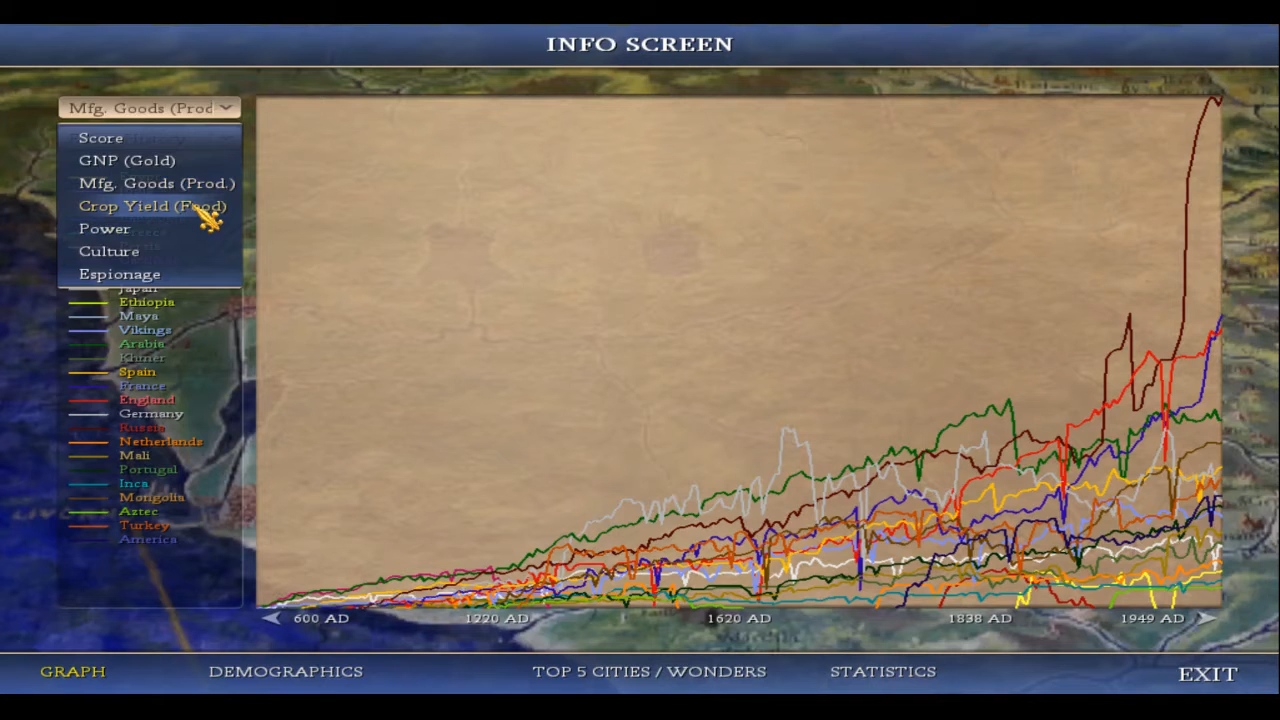 INFO SCREEN
Mfg. Goods (Prod
Score
GNP (Gold)
Mfg. Goods (Prod.)
Crop Yield (Food)
Power
Culture
Espionage
Japan
Ethiopia
Maya
Vikings
Arabia
Khmer
Spain
France
England
Germany
Russia
Netherlands
Mali
Portugal
Inca
Mongolia
Aztec
Turkey
America
600 AD 1220 AD 1620 AD 1838 AD 1949 AD
GRAPH DEMOGRAPHICS TOP 5 CITIES / WONDERS STATISTICS EXIT